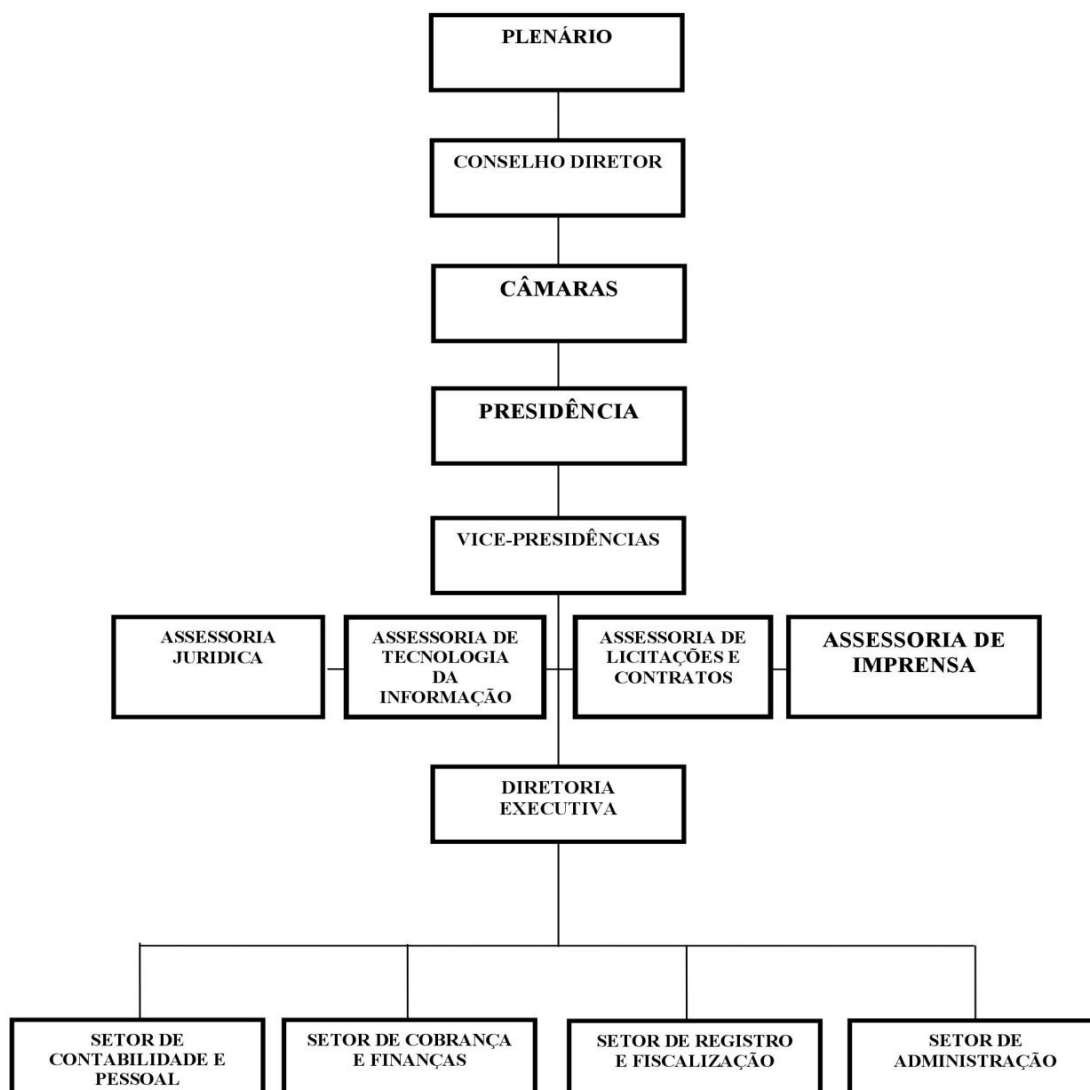 PLENÁRIO
CONSELHO DIRETOR
CÂMARAS
PRESIDÊNCIA
VICE-PRESIDÊNCIAS
ASSESSORIA
JURIDICA
ASSESSORIA DE
TECNOLOGIA
DA
INFORMAÇÃO
ASSESSORIA DE
LICITAÇÕES E
CONTRATOS
ASSESSORIA DE
IMPRENSA
DIRETORIA
EXECUTIVA
SETOR DE
CONTABILIDADE E
PESSOAL
SETOR DE COBRANÇA
E FINANÇAS
SETOR DE REGISTRO
E FISCALIZAÇÃO
SETOR DE
ADMINISTRAÇÃO